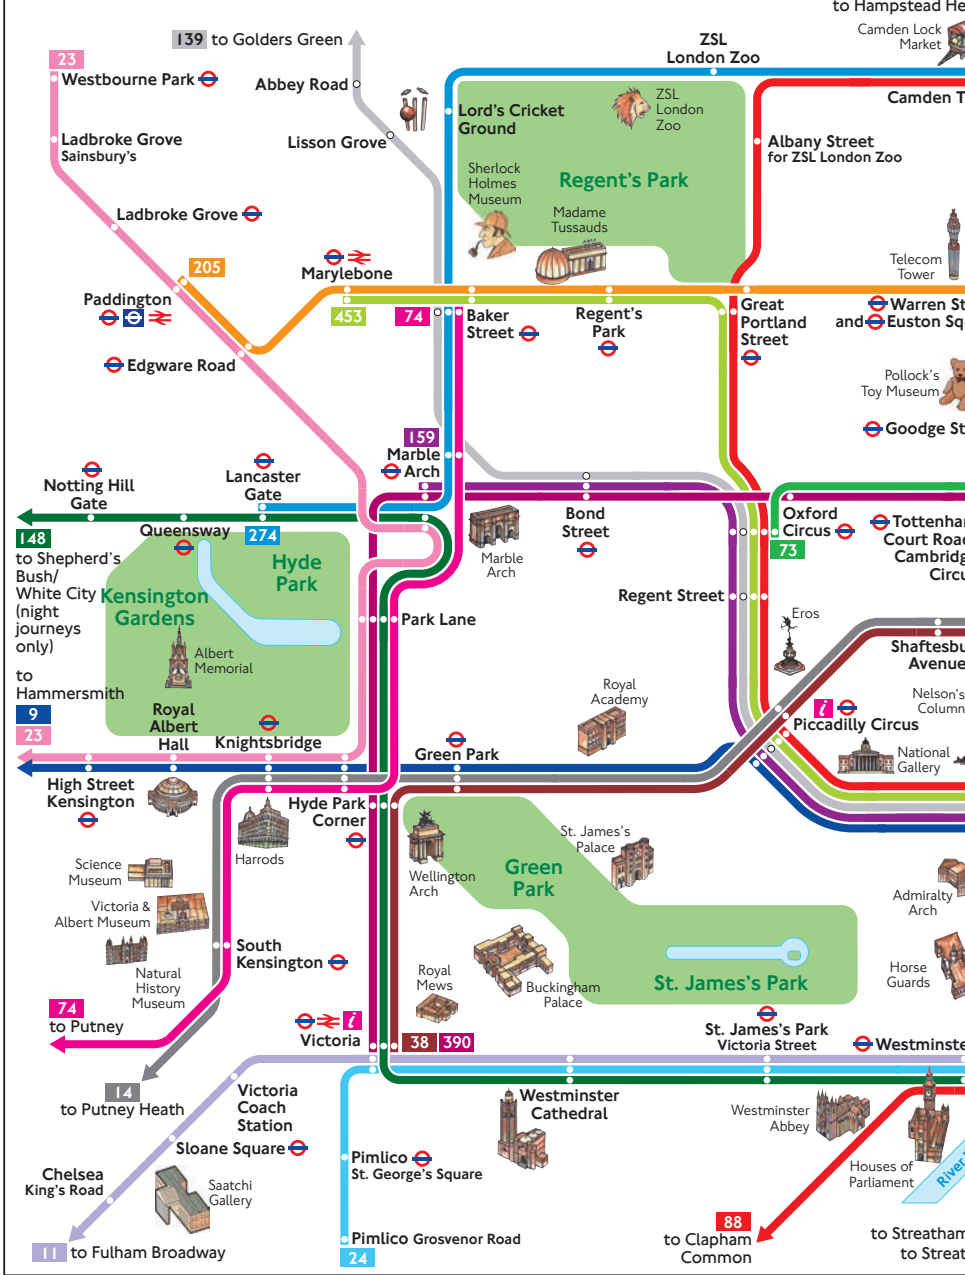 to Hampstead He
139 to Golders Green
ZSL
London Zoo
Camden Lock
Market
23
Westbourne Park
Abbey Road
ZSL
London
Zoo
Camden T
Lord's Cricket
Ground
Ladbroke Grove
Sainsbury's
Lisson Grove
Albany Street
for ZSL London Zoo
Sherlock
Holmes
Museum
Regent's Park
Ladbroke Grove
Madame
Tussauds
Telecom
Tower
205
Marylebone
Paddington
453
74
Baker
Street
Regent's
Park
Great
Portland
Street
Warren St
and Euston Sq
Edgware Road
Pollock's
Toy Museum
Goodge St
159
Marble
Arch
Notting Hill
Gate
Lancaster
Gate
Bond
Street
Oxford
Circus
Tottenhar
Court Road
Cambridg
Circu
Queensway
274
73
148
to Shepherd's
Bush/
White City
(night
journeys
only)
Hyde
Park
Marble
Arch
Kensington
Gardens
Regent Street
Eros
Park Lane
Shaftesbu
Avenue
Albert
Memorial
to
Hammersmith
9
23
Royal
Albert
Hall
Royal
Academy
Nelson's
Column
i
Piccadilly Circus
Knightsbridge
Green Park
National
Gallery
High Street
Kensington
Hyde Park
Corner
Harrods
St. James's
Palace
Science
Museum
Wellington
Arch
Green
Park
Admiralty
Arch
Victoria &
Albert Museum
South
Kensington
Natural
History
Museum
Royal
Mews
Buckingham
Palace
St. James's Park
Horse
Guards
74
to Putney
i
Victoria
38
390
St. James's Park
Victoria Street
Westminste
14
to Putney Heath
Victoria
Coach
Station
Westminster
Cathedral
Westminster
Abbey
Sloane Square
Pimlico
St. George's Square
Chelsea
King's Road
Saatchi
Gallery
Houses of
Parliament
River
88
to Clapham
Common
Pimlico Grosvenor Road
24
11 to Fulham Broadway
to Streatham
to Streat